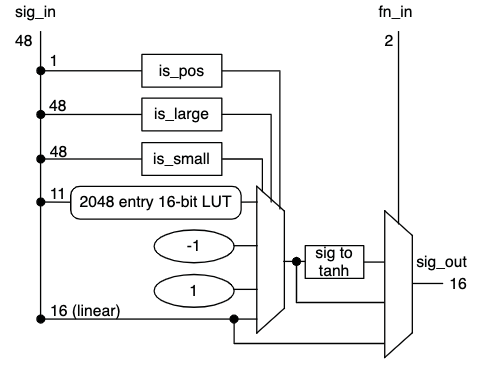 sig_in
fn_in
48
2
1
is_pos
48
is_large
48
is_small
11
2048 entry 16-bit LUT
-1
sig to
tanh
sig_out
16
1
16 (linear)